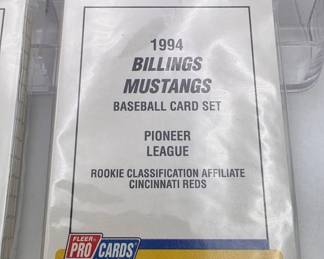 1994
BILLINGS
MUSTANGS
BASEBALL CARD SET
PIONEER
LEAGUE
ROOKIE CLASSIFICATION AFFILIATE
CINCINNATI REDS
FLEER
PRO CARDS